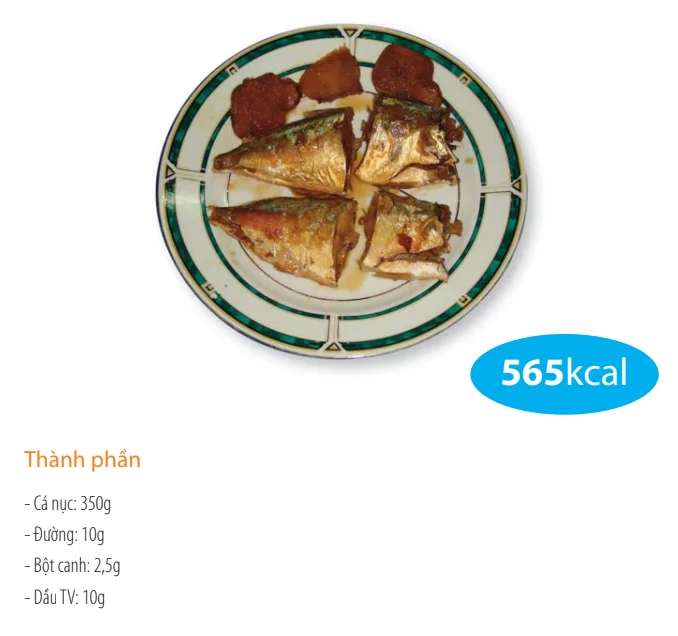 565kcal
Thành phần
- Cá nục: 350g
- Đường: 10g
- Bột canh: 2,5g
- Dầu TV: 10g